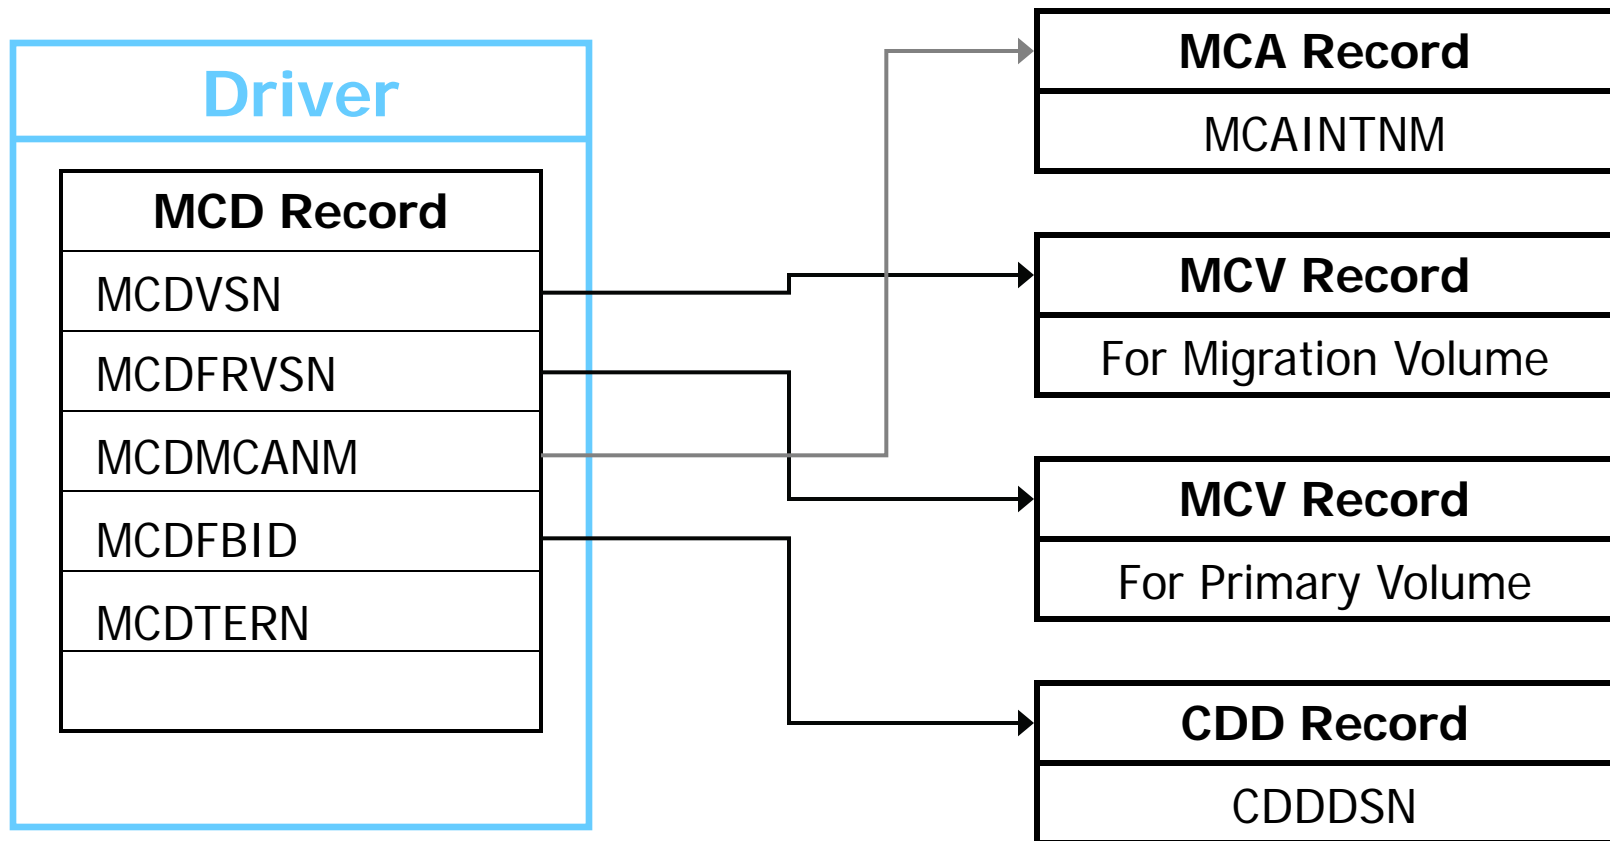 Driver
MCD Record
MCDVSN
MCDFRVSN
MCDMCANM
MCDFBID
MCDTERN
MCA Record
MCAINTNM
MCV Record
For Migration Volume
MCV Record
For Primary Volume
CDD Record
CDDDSN